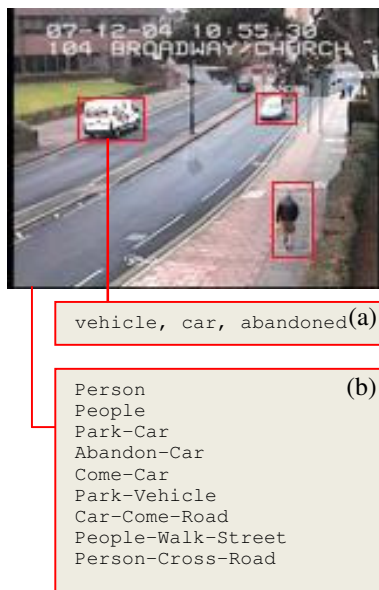 07-12-04 10:55:30
104 BROADWAY/CHURCH
vehicle, car, abandoned(a)
Person (b)
People
Park-Car
Abandon-Car
Come-Car
Park-Vehicle
Car-Come-Road
People-Walk-Street
Person-Cross-Road